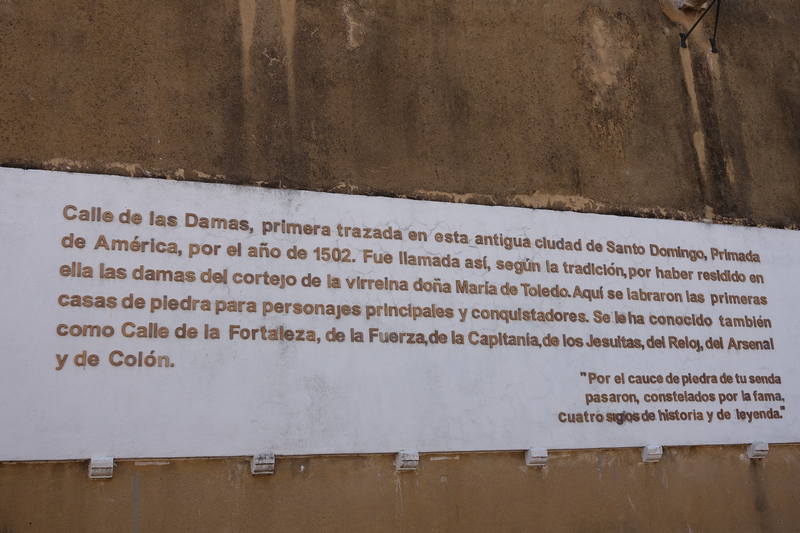 Calle de las Damas, primera trazada en esta antigua ciudad de Santo Domingo, Primada
de América, por el año de 1502. Fue llamada así, según la tradición, por haber residido en
ella las damas del cortejo de la virreina doña María de Toledo. Aquí se labraron las primeras
casas de piedra para personajes principales y conquistadores. Se le ha conocido también
como Calle de la Fortaleza, de la Fuerza, de la Capitanía, de los Jesuitas, del Reloj, del Arsenal
y de Colón.
"Por el cauce de piedra de tu senda
pasaron, constelados por la fama,
Cuatro siglos de historia y de leyenda."